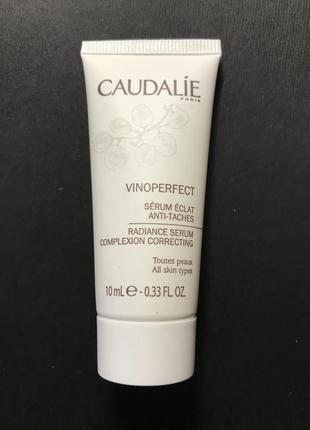 CAUDALÍE
PARIS
VINOPERFECT
SÉRUM ÉCLAT
ANTI-TACHES
RADIANCE SERUM
COMPLEXION CORRECTING
Toutes peaux
All skin types
10 mL ℮ - 0.33 FL. OZ.